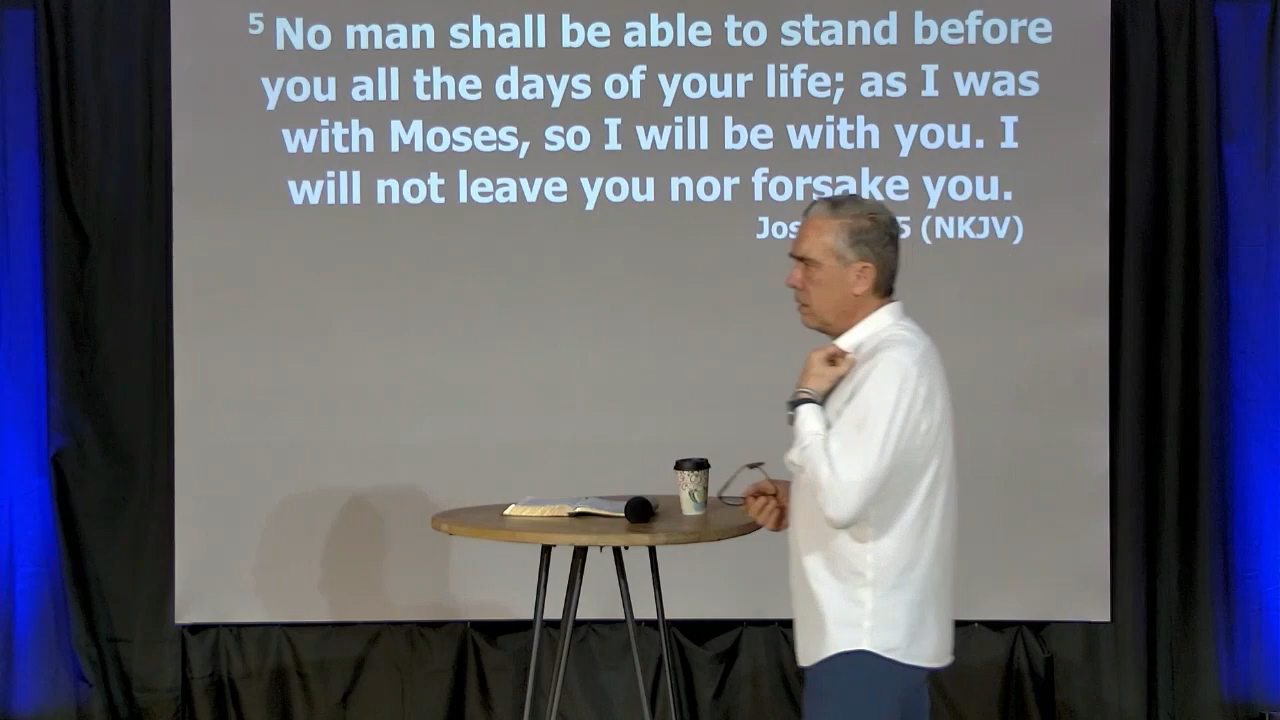 5 No man shall be able to stand before
you all the days of your life; as I was
with Moses, so I will be with you. I
will not leave you nor forsake you.
5 (NKJV)